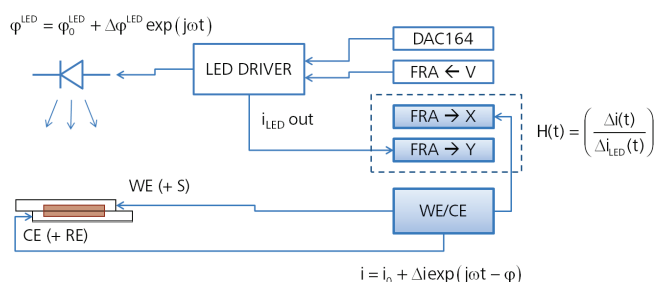 φ^LED = φ₀^LED + Δφ^LED exp(jωt)
DAC164
LED DRIVER
FRA ← V
i_LED out
FRA → X
FRA → Y
H(t) = (Δi(t) / Δi_LED(t))
WE (+ S)
WE/CE
CE (+ RE)
i = i₀ + Δi exp(jωt – φ)